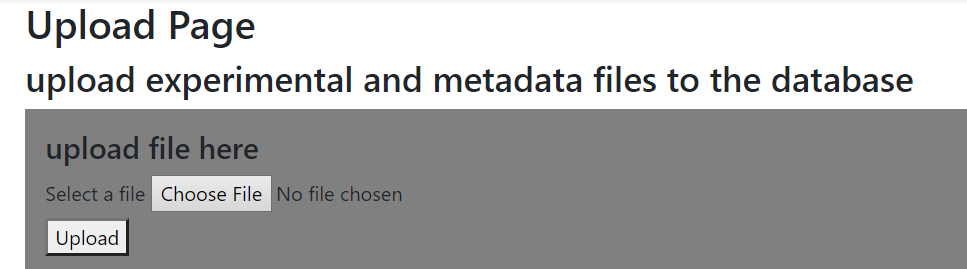 Upload Page
upload experimental and metadata files to the database
upload file here
Select a file Choose File No file chosen
Upload